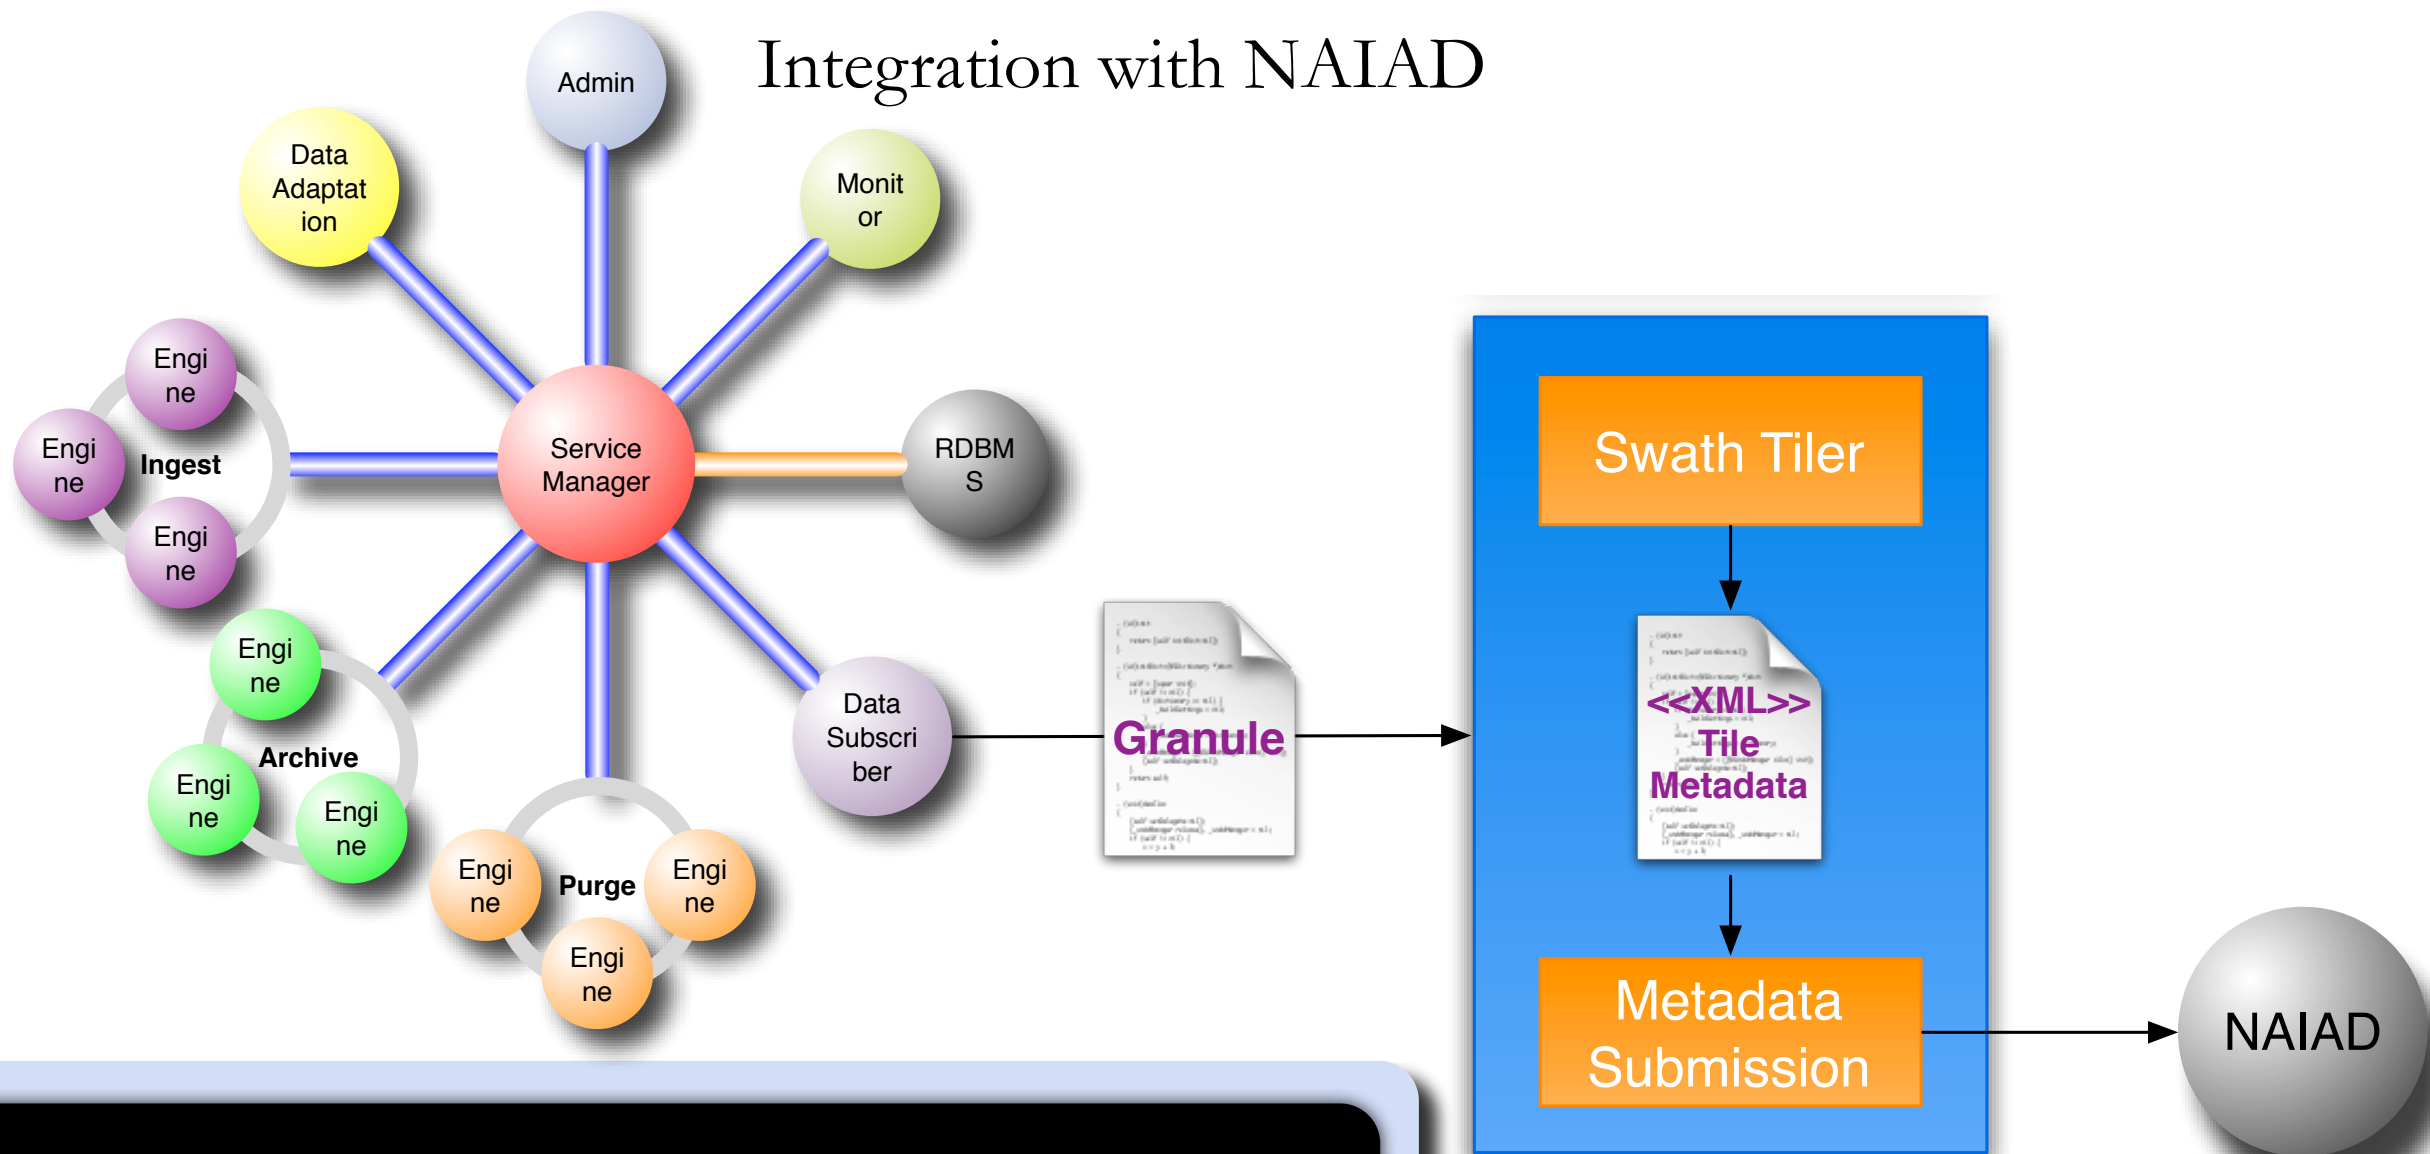 Integration with NAIAD
Admin
Data
Adaptat
ion
Monit
or
Engi
ne
Engi
ne
Ingest
Engi
ne
Service
Manager
RDBM
S
Engi
ne
Archive
Engi
ne
Engi
ne
Engi
ne
Purge
Engi
ne
Engi
ne
Data
Subscri
ber
Granule
Swath Tiler
<<XML>>
Tile
Metadata
Metadata
Submission
NAIAD